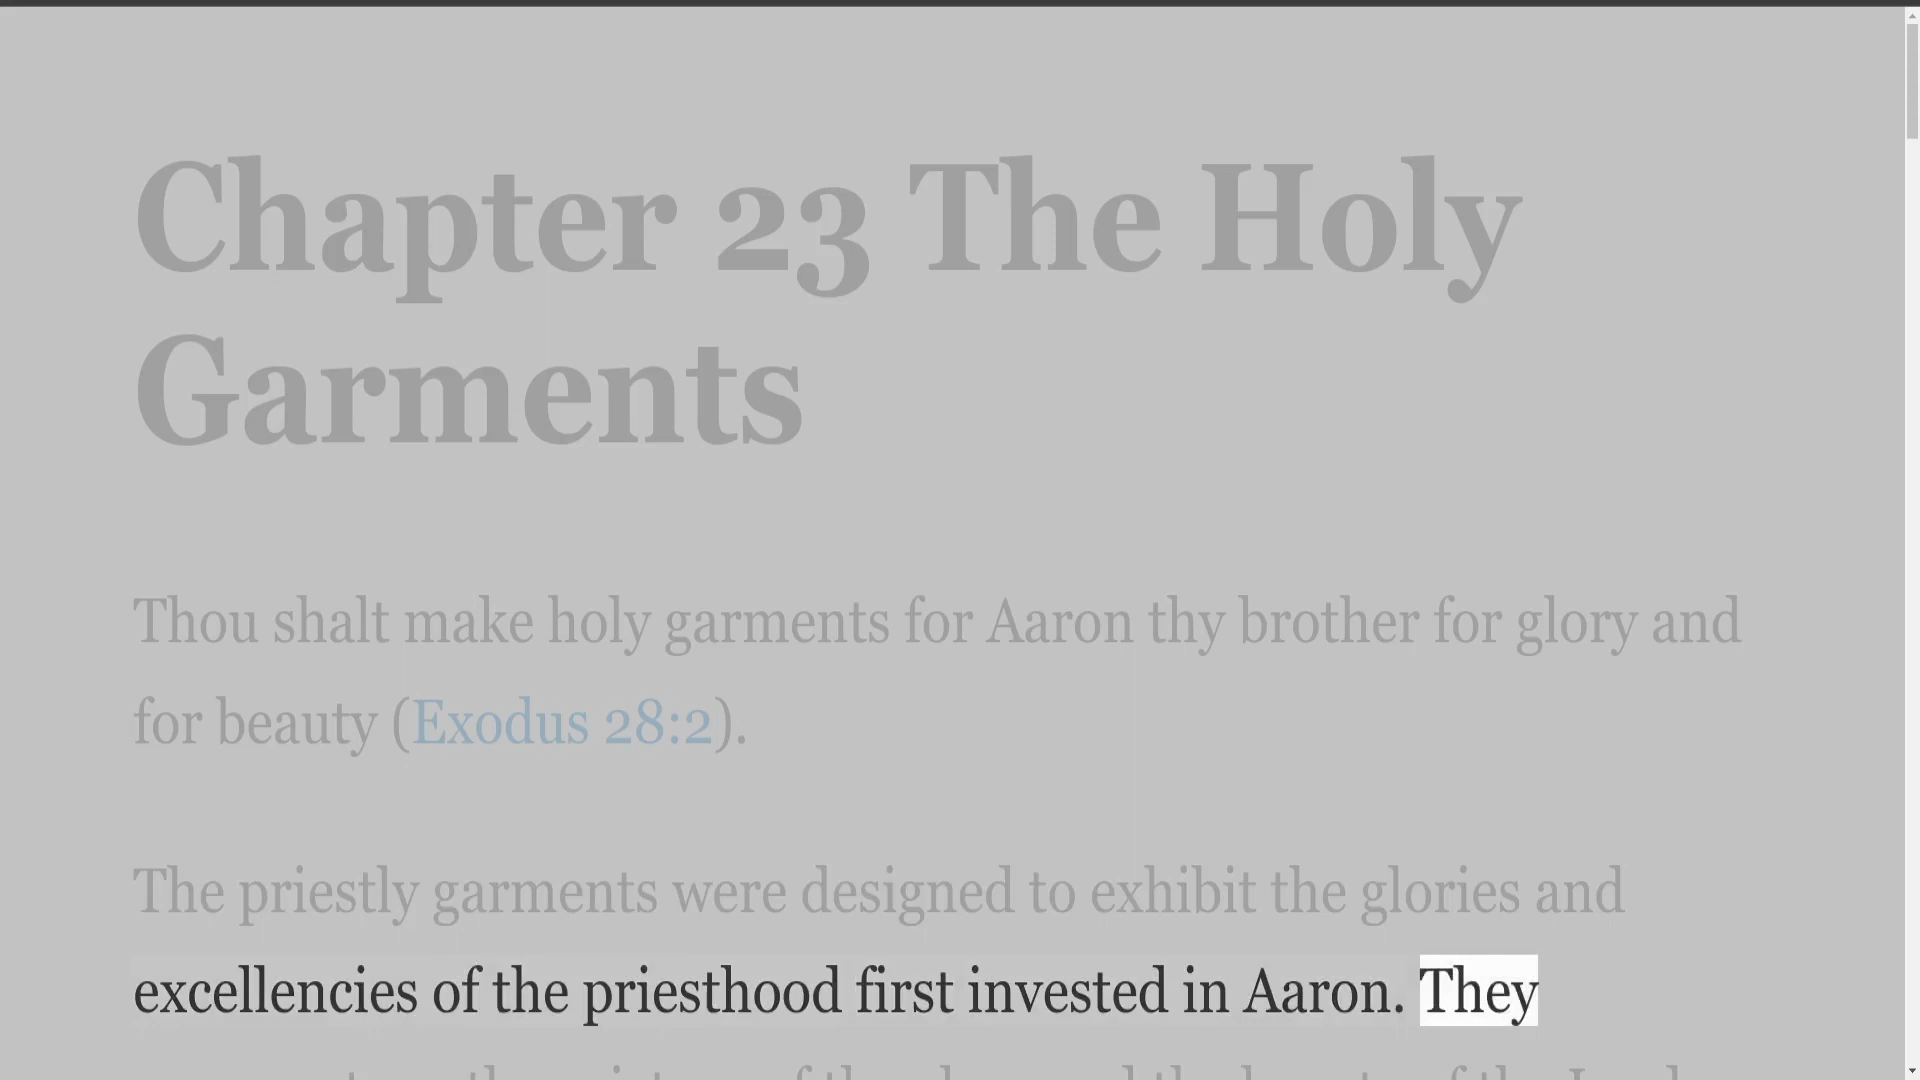 Chapter 23 The Holy
Garments
Thou shalt make holy garments for Aaron thy brother for glory and
for beauty (Exodus 28:2).
The priestly garments were designed to exhibit the glories and
excellencies of the priesthood first invested in Aaron. They